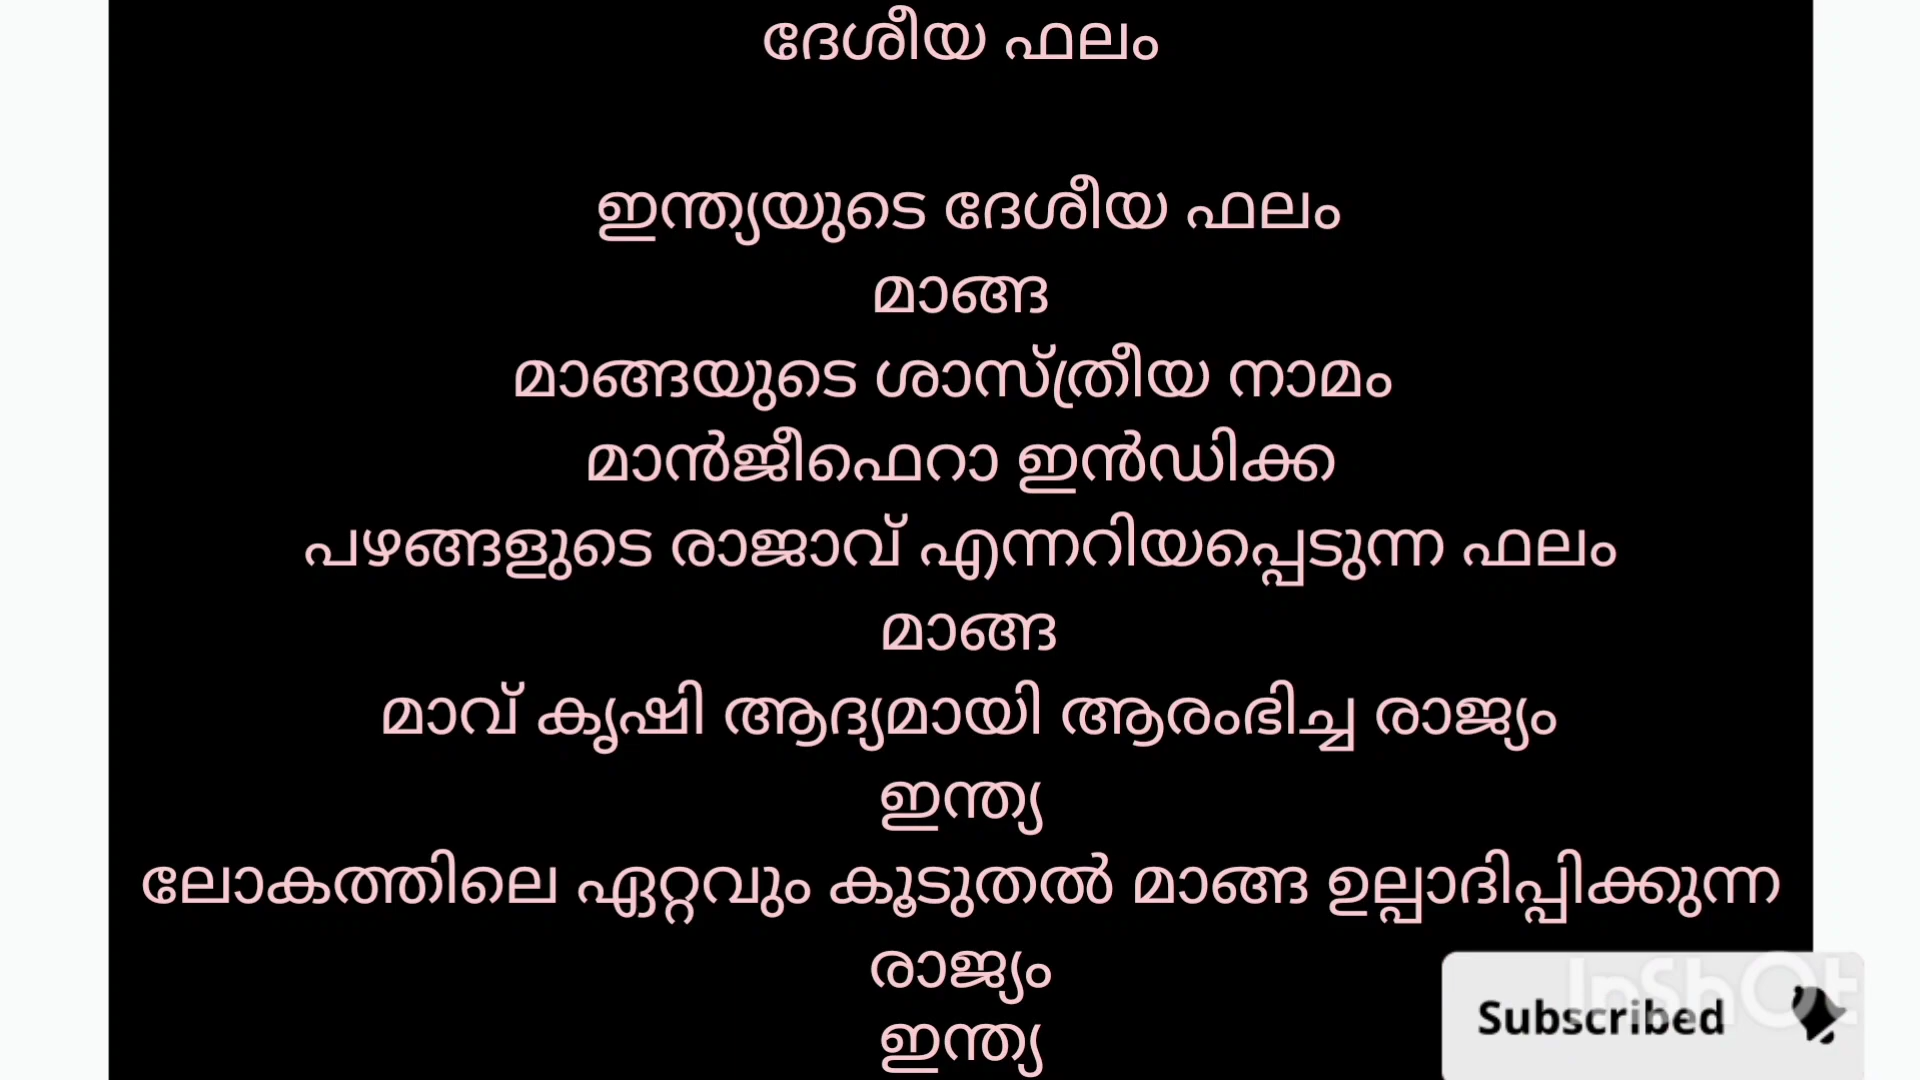 ദേശീയ ഫലം
ഇന്ത്യയുടെ ദേശീയ ഫലം
മാങ്ങ
മാങ്ങയുടെ ശാസ്ത്രീയ നാമം
മാൻജീഫെറാ ഇൻഡിക്ക
പഴങ്ങളുടെ രാജാവ് എന്നറിയപ്പെടുന്ന ഫലം
മാങ്ങ
മാവ് കൃഷി ആദ്യമായി ആരംഭിച്ച രാജ്യം
ഇന്ത്യ
ലോകത്തിലെ ഏറ്റവും കൂടുതൽ മാങ്ങ ഉല്പാദിപ്പിക്കുന്ന
രാജ്യം
ഇന്ത്യ
InShOt
Subscribed